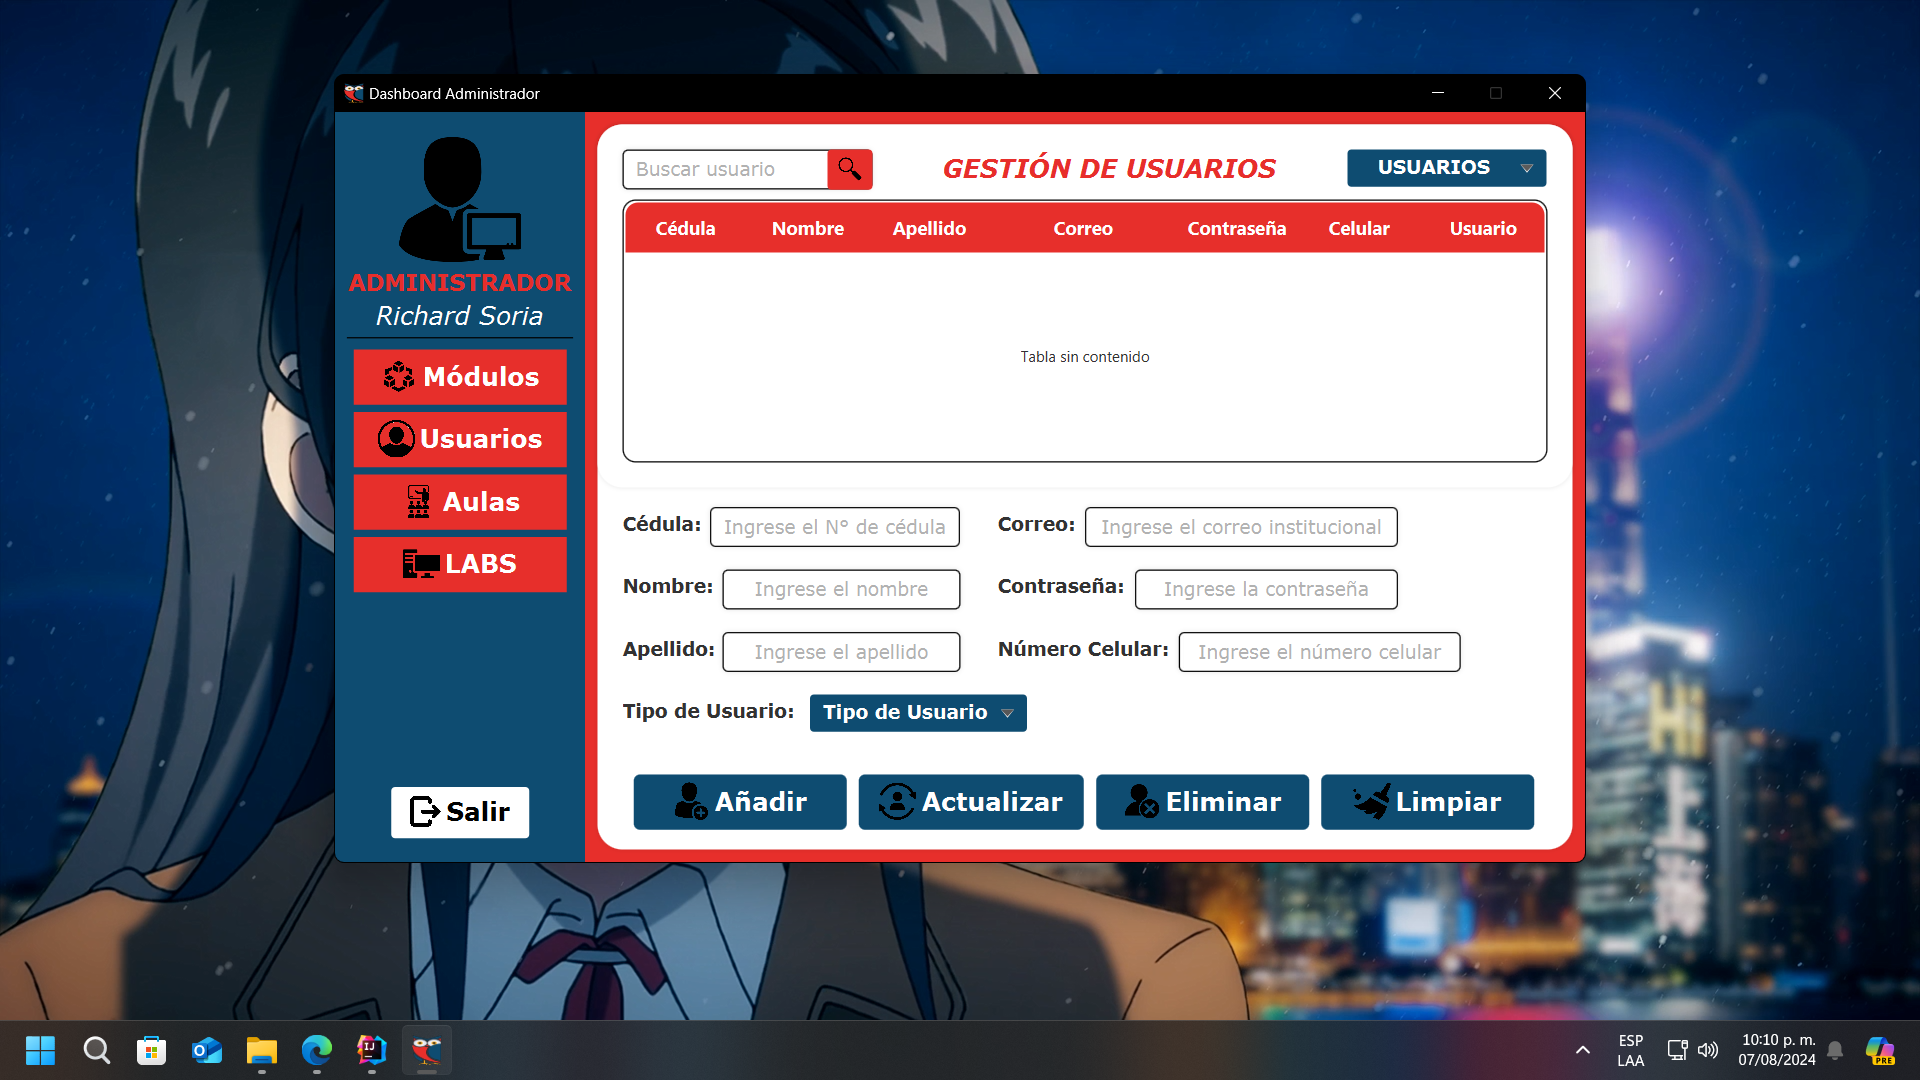 Dashboard Administrador
ADMINISTRADOR
Richard Soria
Módulos
Usuarios
Aulas
LABS
Salir
Buscar usuario
GESTIÓN DE USUARIOS
USUARIOS
Cédula Nombre Apellido Correo Contraseña Celular Usuario
Tabla sin contenido
Cédula: Ingrese el N° de cédula
Correo: Ingrese el correo institucional
Nombre: Ingrese el nombre
Contraseña: Ingrese la contraseña
Apellido: Ingrese el apellido
Número Celular: Ingrese el número celular
Tipo de Usuario: Tipo de Usuario
Añadir
Actualizar
Eliminar
Limpiar
Hi
IJ
ESP
LAA
10:10 p. m.
07/08/2024
PRE